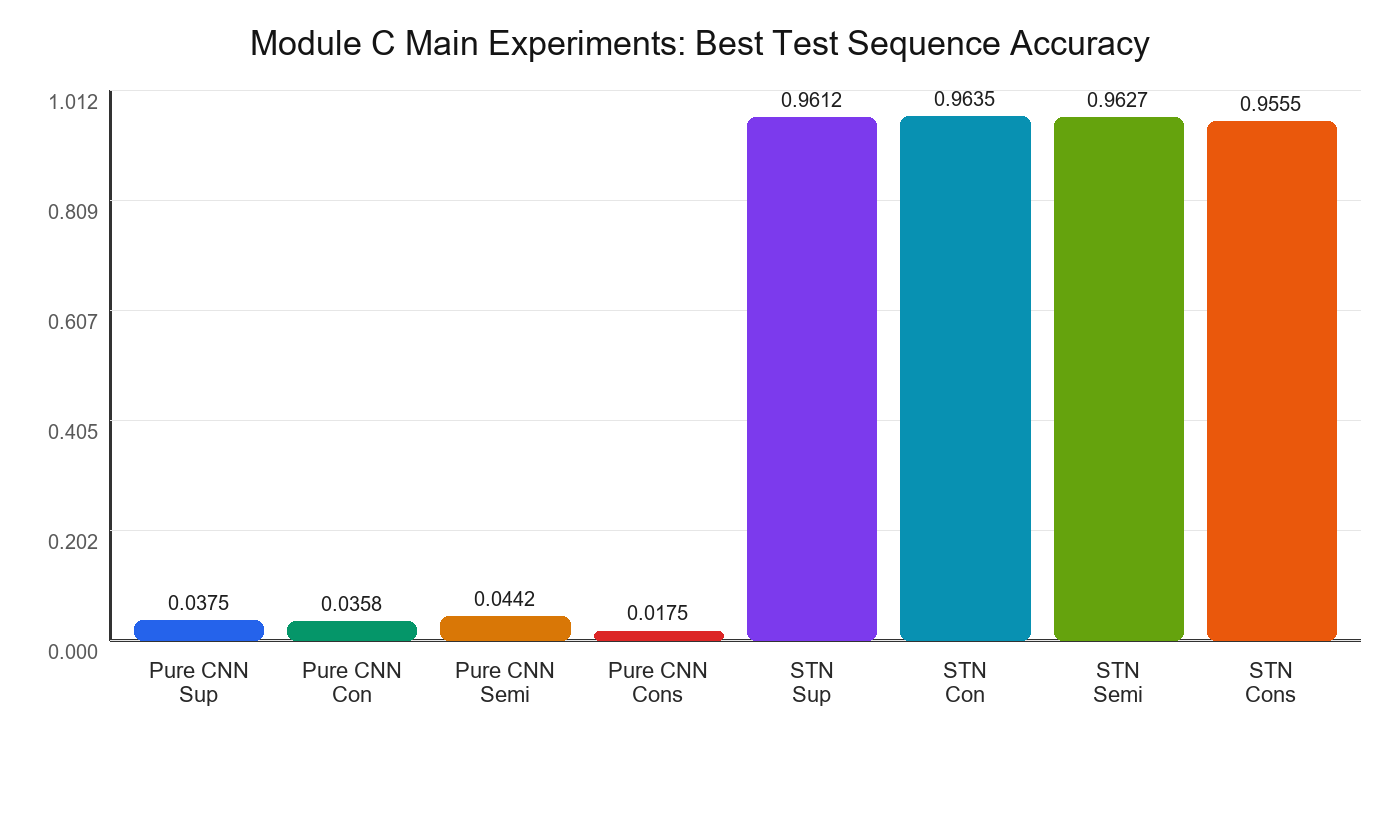 Module C Main Experiments: Best Test Sequence Accuracy
1.012
0.809
0.607
0.405
0.202
0.000
0.0375
0.0358
0.0442
0.0175
0.9612
0.9635
0.9627
0.9555
Pure CNN
Sup
Pure CNN
Con
Pure CNN
Semi
Pure CNN
Cons
STN
Sup
STN
Con
STN
Semi
STN
Cons